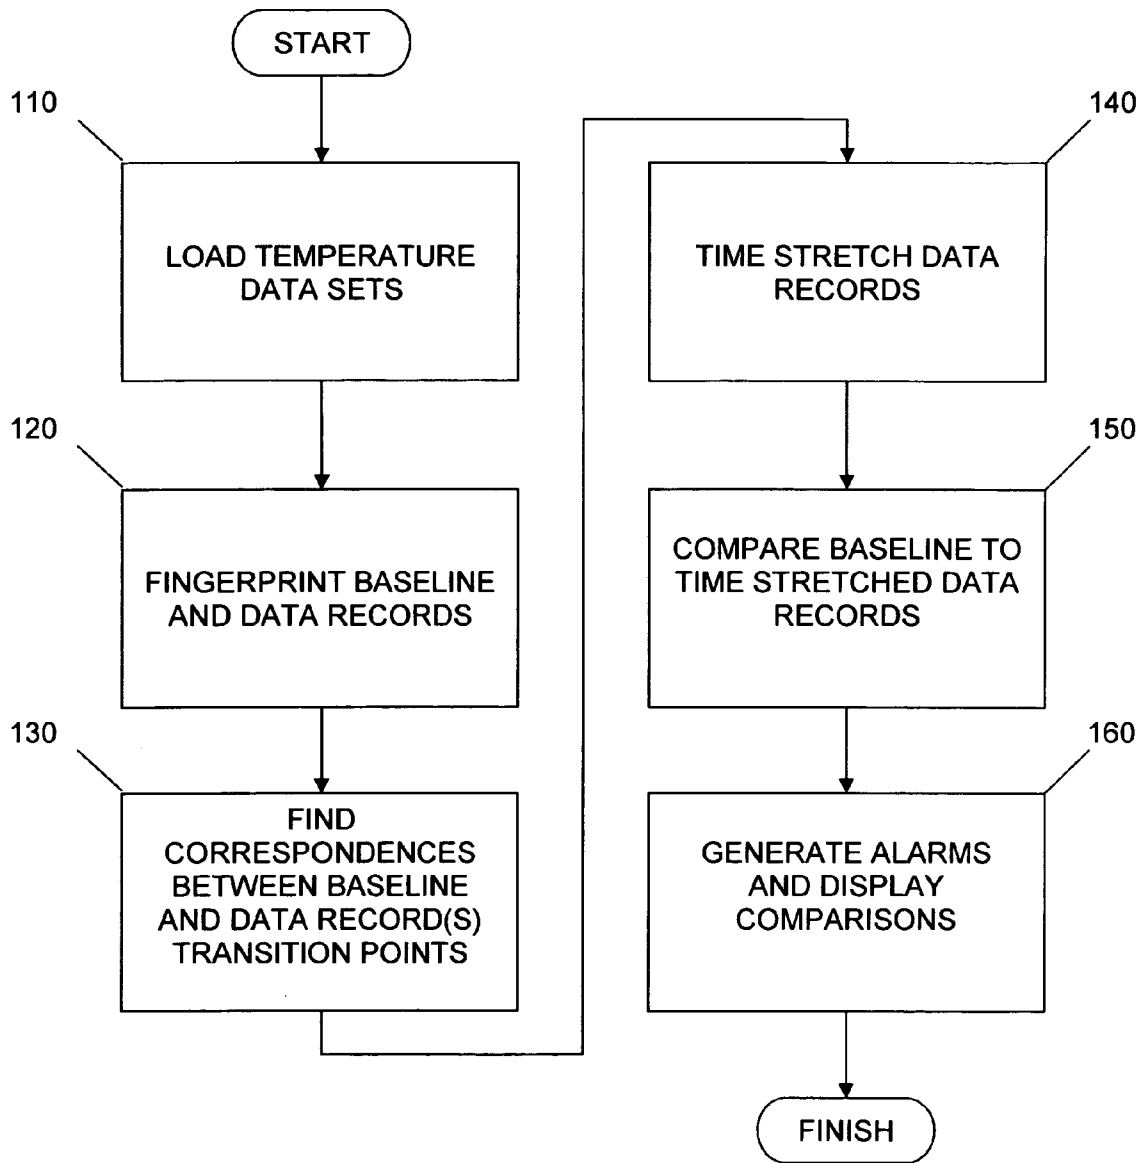 START
110
LOAD TEMPERATURE
DATA SETS
120
FINGERPRINT BASELINE
AND DATA RECORDS
130
FIND
CORRESPONDENCES
BETWEEN BASELINE
AND DATA RECORD(S)
TRANSITION POINTS
140
TIME STRETCH DATA
RECORDS
150
COMPARE BASELINE TO
TIME STRETCHED DATA
RECORDS
160
GENERATE ALARMS
AND DISPLAY
COMPARISONS
FINISH